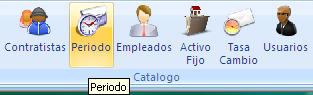 Contratistas Periodo Empleados Activo Fijo Tasa Cambio Usuarios
Periodo
Catalogo